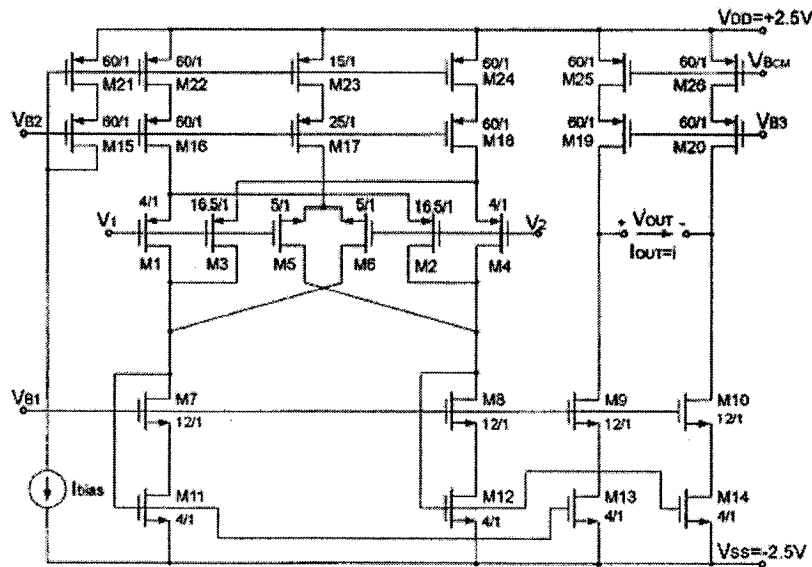 VDD=+2.5V
60/1 60/1 15/1 60/1 60/1 60/1
M21 M22 M23 M24 M25 M26 VBCM
VB2 60/1 60/1 25/1 60/1 60/1 60/1 VB3
M15 M16 M17 M18 M19 M20
4/1 16.5/1 5/1 5/1 16.5/1 4/1
V1 V2 + VOUT -
M1 M3 M5 M6 M2 M4 IOUT=i
VB1 M7 M8 M9 M10
12/1 12/1 12/1 12/1
Ibias M11 M12 M13 M14
4/1 4/1 4/1 4/1
VSS=-2.5V